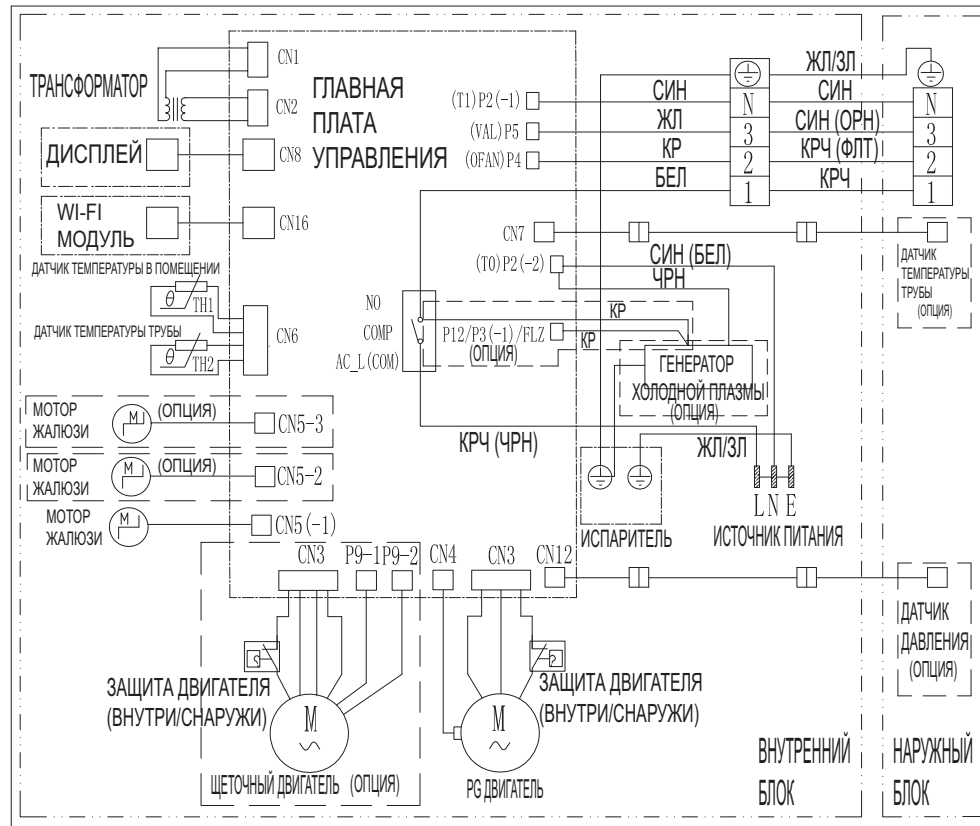 CN1
ТРАНСФОРМАТОР
CN2
ГЛАВНАЯ
ПЛАТА
УПРАВЛЕНИЯ
ДИСПЛЕЙ
CN8
WI-FI
МОДУЛЬ
CN16
ДАТЧИК ТЕМПЕРАТУРЫ В ПОМЕЩЕНИИ
θ
TH1
ДАТЧИК ТЕМПЕРАТУРЫ ТРУБЫ
θ
TH2
CN6
МОТОР
ЖАЛЮЗИ
M
(ОПЦИЯ)
CN5-3
МОТОР
ЖАЛЮЗИ
M
(ОПЦИЯ)
CN5-2
МОТОР
ЖАЛЮЗИ
M
CN5(-1)
(T1)P2(-1)
(VAL)P5
(OFAN)P4
СИН
ЖЛ
КР
БЕЛ
N
3
2
1
ЖЛ/ЗЛ
СИН
СИН (ОРН)
КРЧ (ФЛТ)
КРЧ
N
3
2
1
CN7
(T0)P2(-2)
СИН (БЕЛ)
ЧРН
ДАТЧИК
ТЕМПЕРАТУРЫ
ТРУБЫ
(ОПЦИЯ)
NO
COMP
AC_L(COM)
КР
P12/P3(-1)/FLZ
(ОПЦИЯ)
КР
ГЕНЕРАТОР
ХОЛОДНОЙ ПЛАЗМЫ
(ОПЦИЯ)
КРЧ (ЧРН)
ЖЛ/ЗЛ
ИСПАРИТЕЛЬ
L N E
ИСТОЧНИК ПИТАНИЯ
CN3
P9-1
P9-2
CN4
CN3
CN12
ЗАЩИТА ДВИГАТЕЛЯ
(ВНУТРИ/СНАРУЖИ)
M
ЩЕТОЧНЫЙ ДВИГАТЕЛЬ (ОПЦИЯ)
ЗАЩИТА ДВИГАТЕЛЯ
(ВНУТРИ/СНАРУЖИ)
M
PG ДВИГАТЕЛЬ
ДАТЧИК
ДАВЛЕНИЯ
(ОПЦИЯ)
ВНУТРЕННИЙ
БЛОК
НАРУЖНЫЙ
БЛОК